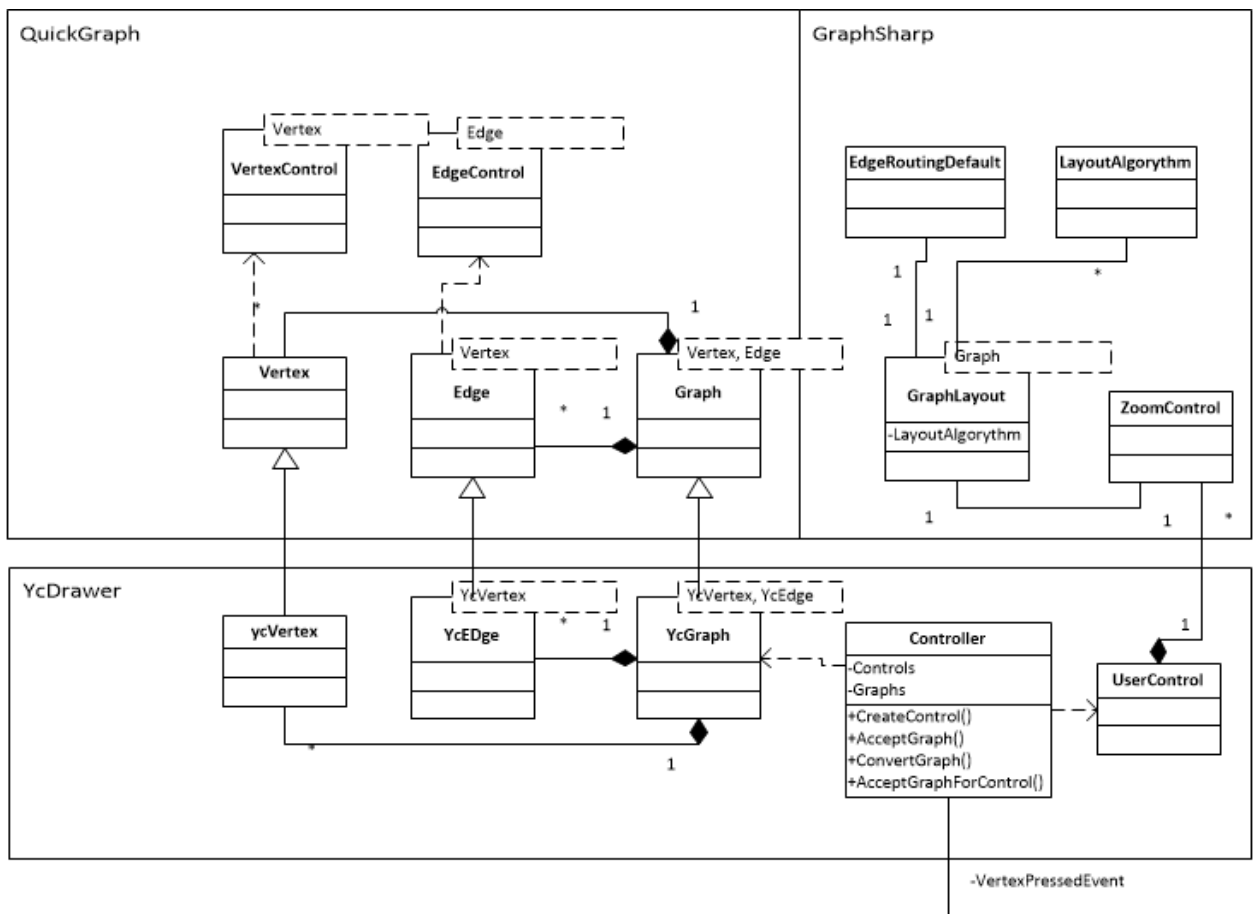 QuickGraph
GraphSharp
Vertex
VertexControl
Edge
EdgeControl
EdgeRoutingDefault
LayoutAlgorythm
1
*
*
1
1
1
Vertex
Vertex
Edge
Vertex, Edge
Graph
*
1
Graph
GraphLayout
-LayoutAlgorythm
ZoomControl
1
1
*
YcDrawer
ycVertex
YcVertex
YcEDge
*
1
YcVertex, YcEdge
YcGraph
*
1
Controller
-Controls
-Graphs
+CreateControl()
+AcceptGraph()
+ConvertGraph()
+AcceptGraphForControl()
1
UserControl
-VertexPressedEvent